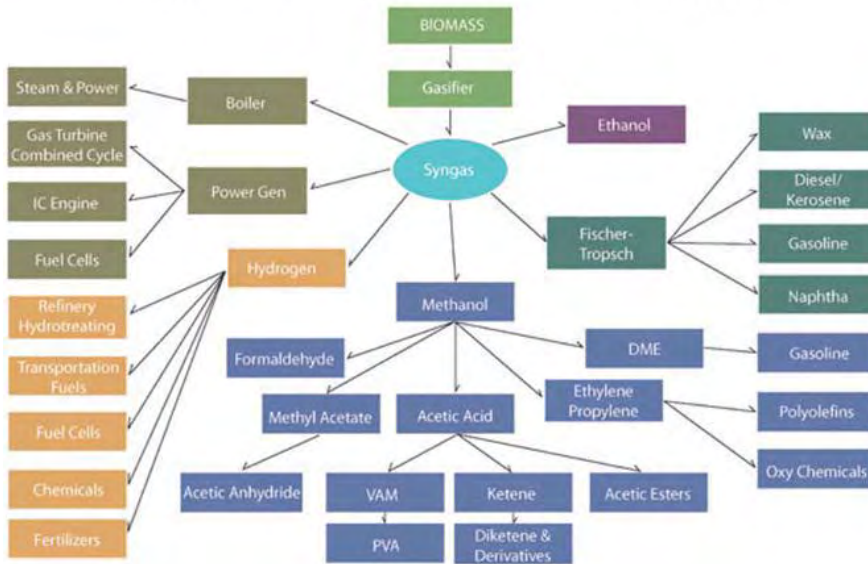 BIOMASS
Gasifier
Syngas
Steam & Power
Boiler
Gas Turbine
Combined Cycle
Power Gen
IC Engine
Fuel Cells
Hydrogen
Refinery
Hydrotreating
Transportation
Fuels
Fuel Cells
Chemicals
Fertilizers
Ethanol
Fischer-
Tropsch
Wax
Diesel/
Kerosene
Gasoline
Naphtha
Methanol
Formaldehyde
DME
Gasoline
Methyl Acetate
Acetic Acid
Ethylene
Propylene
Polyolefins
Oxy Chemicals
Acetic Anhydride
VAM
Ketene
Acetic Esters
PVA
Diketene &
Derivatives